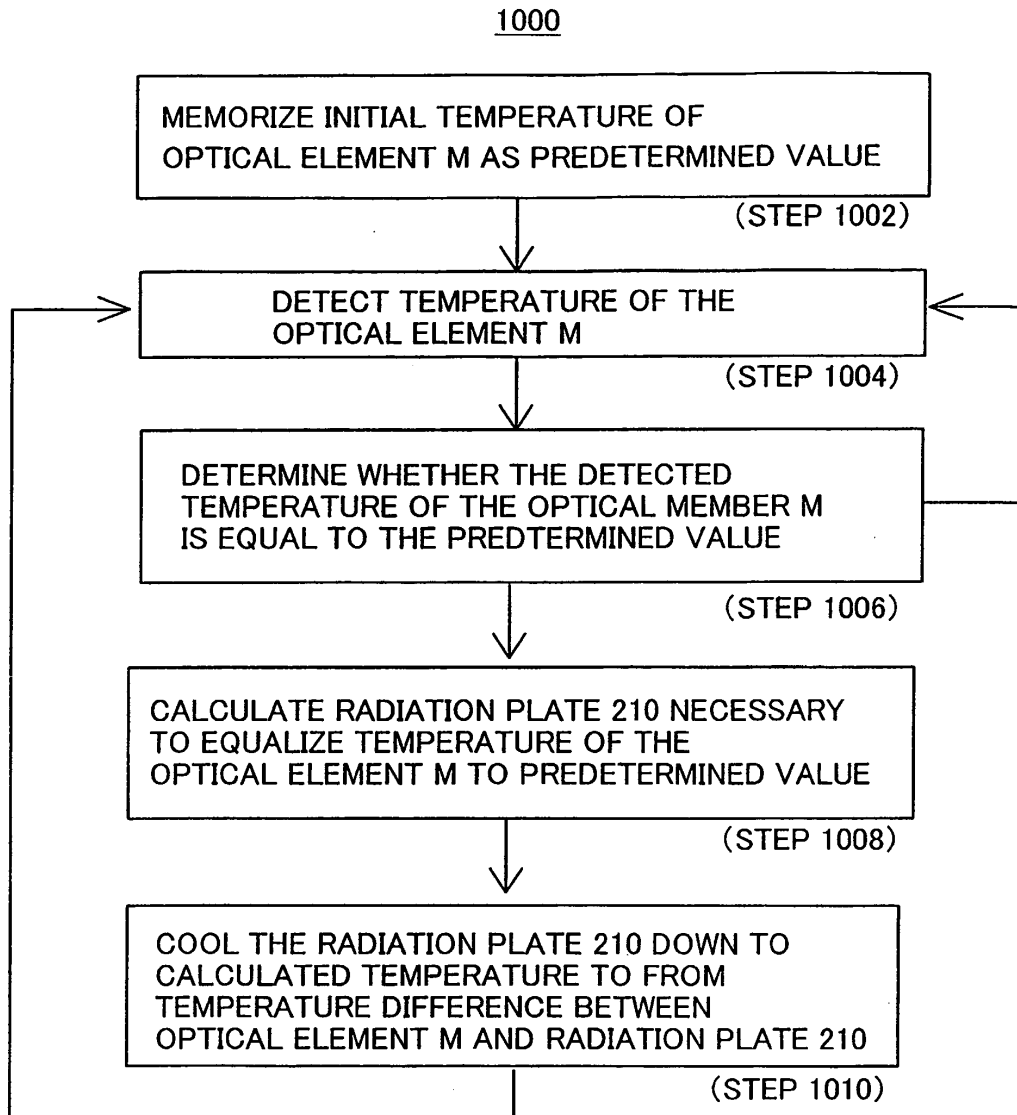 1000
MEMORIZE INITIAL TEMPERATURE OF
OPTICAL ELEMENT M AS PREDETERMINED VALUE
(STEP 1002)
DETECT TEMPERATURE OF THE
OPTICAL ELEMENT M
(STEP 1004)
DETERMINE WHETHER THE DETECTED
TEMPERATURE OF THE OPTICAL MEMBER M
IS EQUAL TO THE PREDTERMINED VALUE
(STEP 1006)
CALCULATE RADIATION PLATE 210 NECESSARY
TO EQUALIZE TEMPERATURE OF THE
OPTICAL ELEMENT M TO PREDETERMINED VALUE
(STEP 1008)
COOL THE RADIATION PLATE 210 DOWN TO
CALCULATED TEMPERATURE TO FROM
TEMPERATURE DIFFERENCE BETWEEN
OPTICAL ELEMENT M AND RADIATION PLATE 210
(STEP 1010)